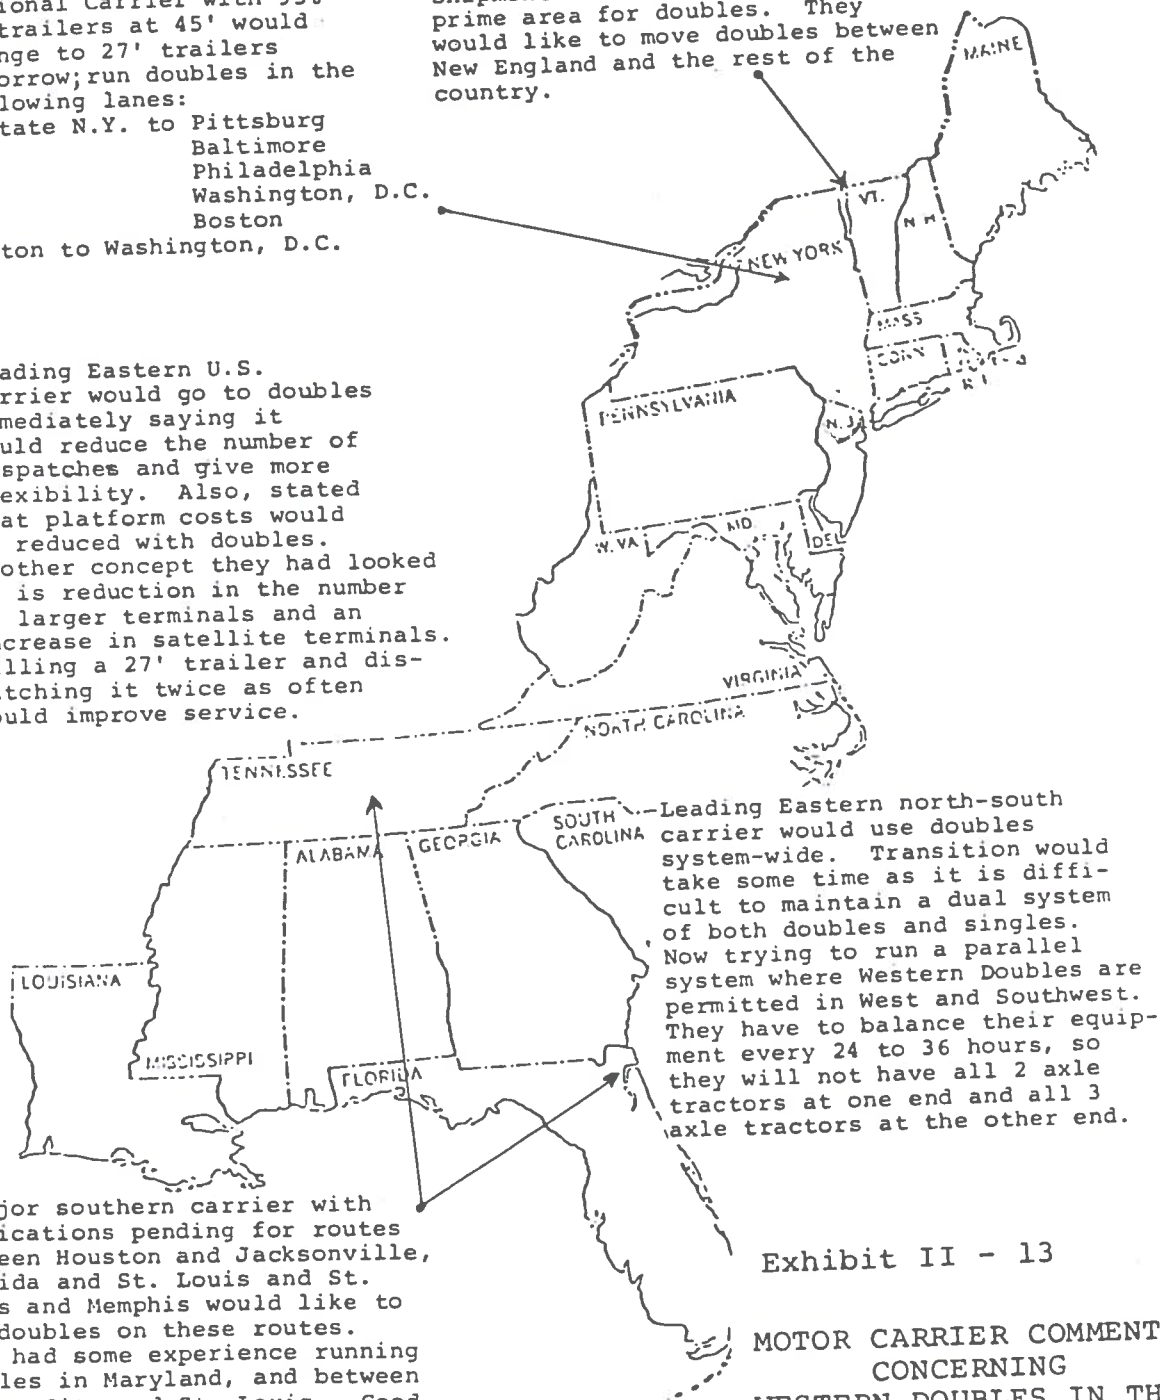 trailers at 45' would
nge to 27' trailers
orrow; run doubles in the
lowing lanes:
tate N.Y. to Pittsburg
Baltimore
Philadelphia
Washington, D.C.
Boston
ton to Washington, D.C.
prime area for doubles. They
would like to move doubles between
New England and the rest of the
country.
MAINE
VT.
N H
NEW YORK
MASS
CONN
R I
PENNSYLVANIA
N.J.
MD.
DEL
W.VA
VIRGINIA
NORTH CAROLINA
ading Eastern U.S.
rrier would go to doubles
mediately saying it
uld reduce the number of
spatches and give more
exibility. Also, stated
at platform costs would
reduced with doubles.
other concept they had looked
is reduction in the number
larger terminals and an
crease in satellite terminals.
lling a 27' trailer and dis-
tching it twice as often
uld improve service.
TENNESSEE
ALABAMA
GEORGIA
SOUTH
CAROLINA
LOUISIANA
MISSISSIPPI
FLORIDA
Leading Eastern north-south
carrier would use doubles
system-wide. Transition would
take some time as it is diffi-
cult to maintain a dual system
of both doubles and singles.
Now trying to run a parallel
system where Western Doubles are
permitted in West and Southwest.
They have to balance their equip-
ment every 24 to 36 hours, so
they will not have all 2 axle
tractors at one end and all 3
axle tractors at the other end.
jor southern carrier with
ications pending for routes
een Houston and Jacksonville,
ida and St. Louis and St.
s and Memphis would like to
doubles on these routes.
had some experience running
les in Maryland, and between
Exhibit II - 13
MOTOR CARRIER COMMENT
CONCERNING
WESTERN DOUBLES IN TH